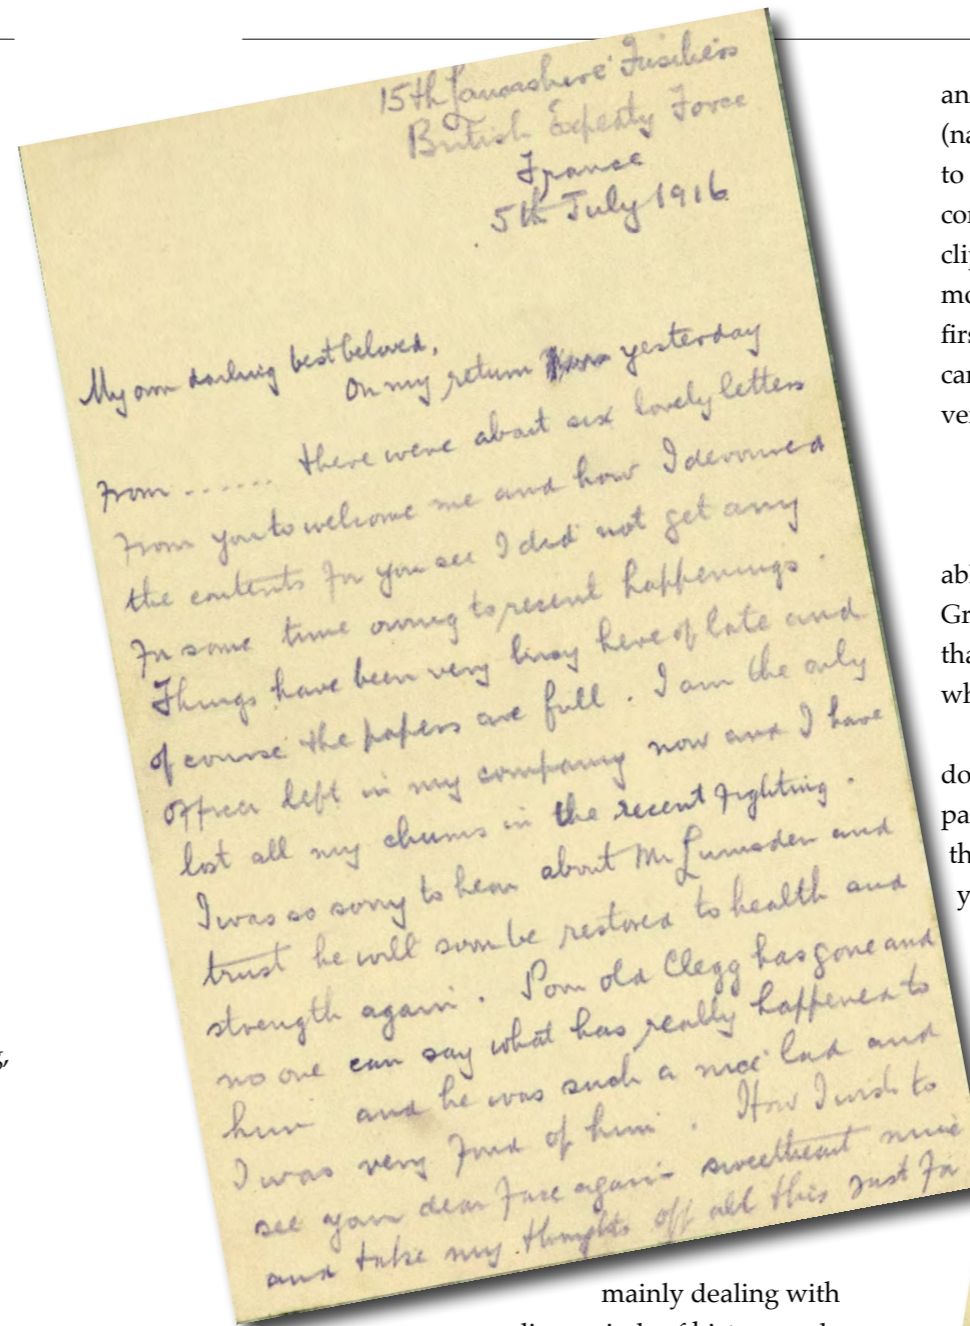 15th Lancashire Fusiliers
British Expedty Force
France
5th July 1916
My own darling best beloved,
On my return yesterday
From ....... there were about six lovely letters
From you to welcome me and how I devoured
the contents For you see I did not get any
For some time owing to recent happenings.
Things have been very busy here of late and
of course the papers are full. I am the only
officer left in my company now and I have
lost all my chums in the recent Fighting.
I was so sorry to hear about Mr Lumsden and
trust he will soon be restored to health and
strength again. Poor old Clegg has gone and
no one can say what has really happened to
him and he was such a nice lad and
I was very Fond of him. How I wish to
see your dear Face again sweetheart mine
and take my thoughts off all this just For
an
(na
to
con
clip
mo
firs
car
ver
abl
Gr
tha
wh
do
pa
th
y
,
mainly dealing with